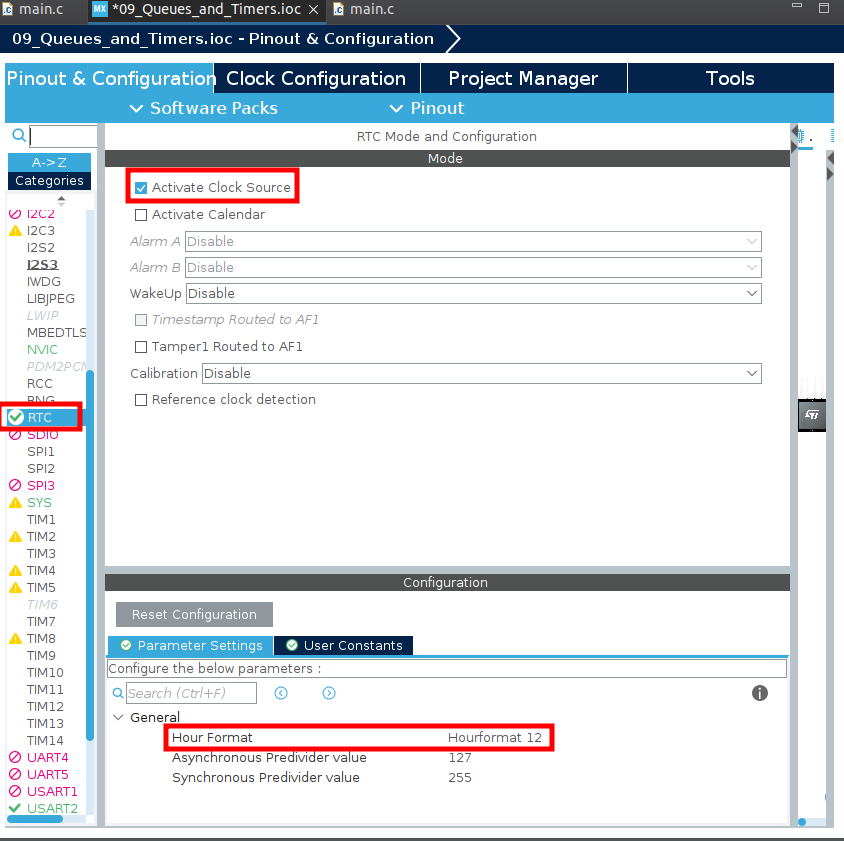 main.c
MX *09_Queues_and_Timers.ioc
main.c
09_Queues_and_Timers.ioc - Pinout & Configuration
Pinout & Configuration
Clock Configuration
Project Manager
Tools
Software Packs
Pinout
A->Z
Categories
I2C2
I2C3
I2S2
I2S3
IWDG
LIBJPEG
LWIP
MBEDTLS
NVIC
PDM2PCM
RCC
RNG
RTC
SDIO
SPI1
SPI2
SPI3
SYS
TIM1
TIM2
TIM3
TIM4
TIM5
TIM6
TIM7
TIM8
TIM9
TIM10
TIM11
TIM12
TIM13
TIM14
UART4
UART5
USART1
USART2
RTC Mode and Configuration
Mode
Activate Clock Source
Activate Calendar
Alarm A Disable
Alarm B Disable
WakeUp Disable
Timestamp Routed to AF1
Tamper1 Routed to AF1
Calibration Disable
Reference clock detection
Configuration
Reset Configuration
Parameter Settings
User Constants
Configure the below parameters :
Search (Ctrl+F)
General
Hour Format Hourformat 12
Asynchronous Predivider value 127
Synchronous Predivider value 255
ST